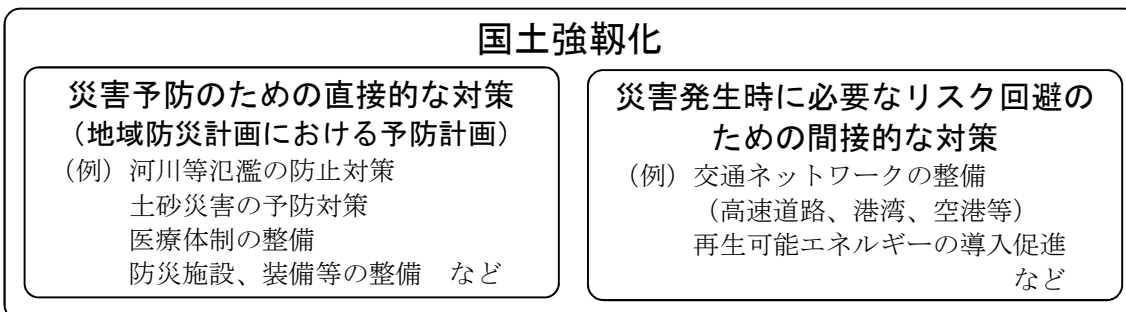 国土強靱化
災害予防のための直接的な対策
（地域防災計画における予防計画）
（例）河川等氾濫の防止対策
土砂災害の予防対策
医療体制の整備
防災施設、装備等の整備　など
災害発生時に必要なリスク回避の
ための間接的な対策
（例）交通ネットワークの整備
（高速道路、港湾、空港等）
再生可能エネルギーの導入促進
など